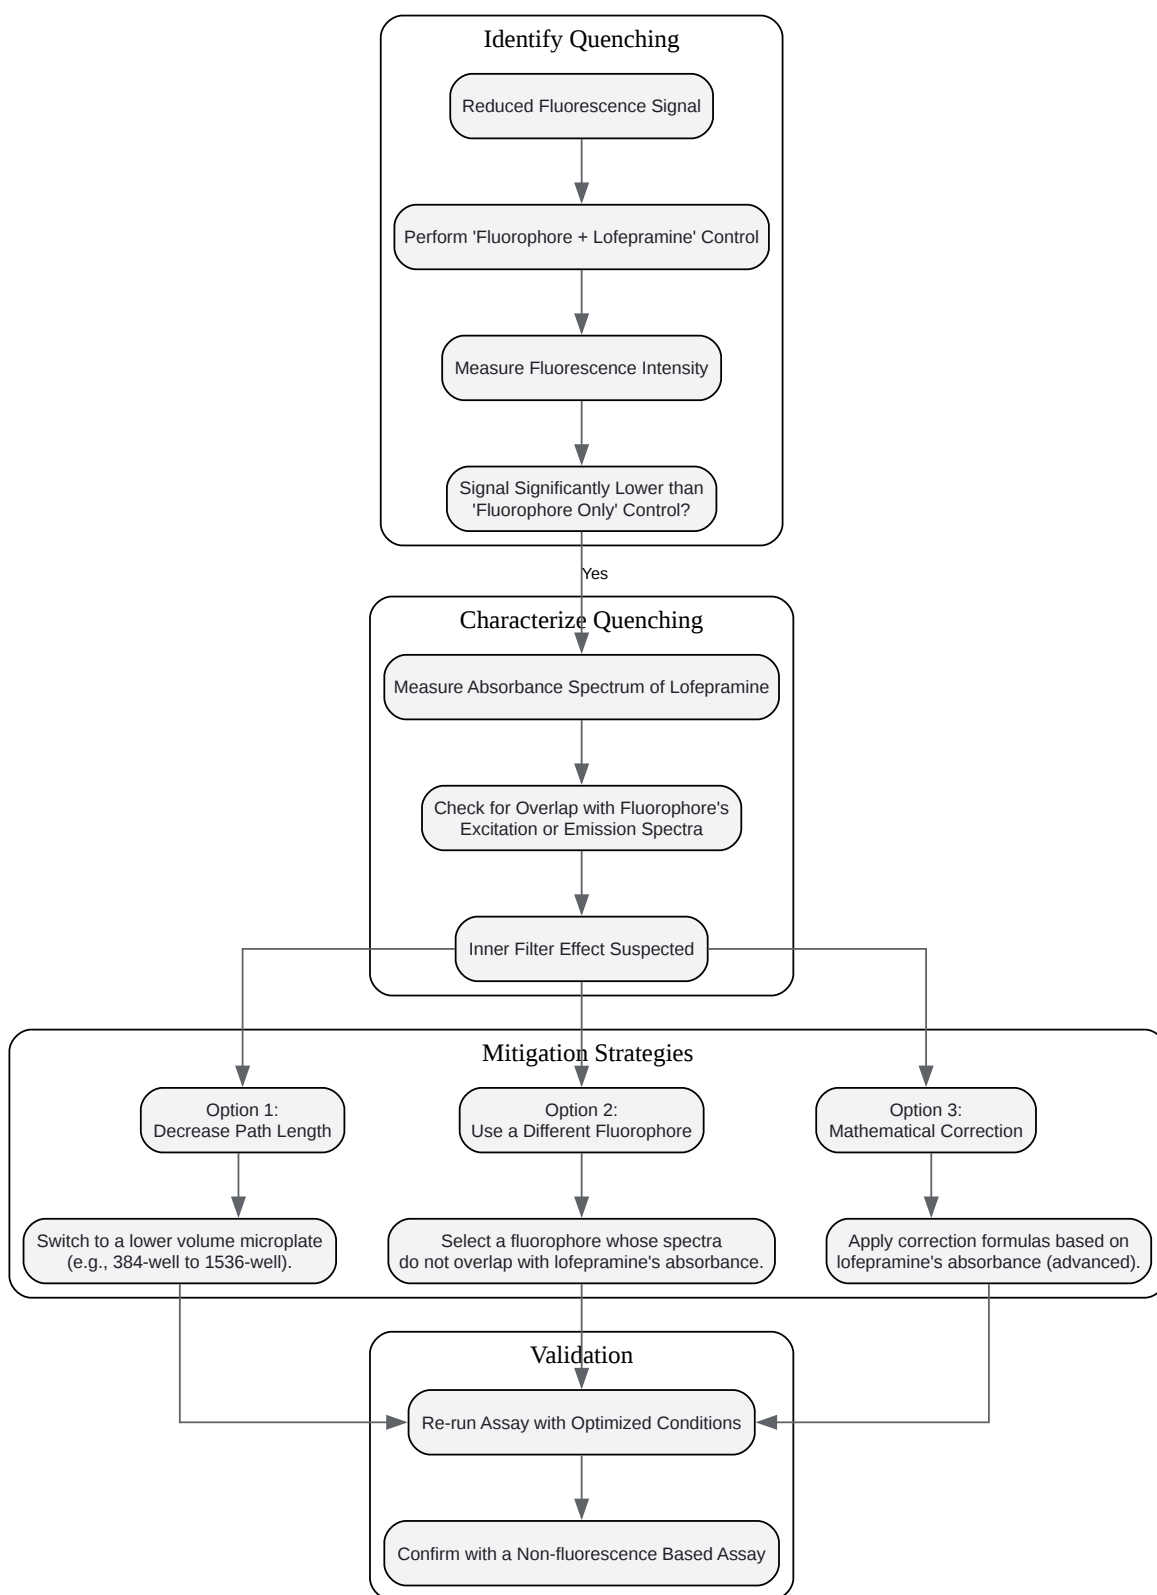 Identify Quenching
Reduced Fluorescence Signal
Perform 'Fluorophore + Lofepramine' Control
Measure Fluorescence Intensity
Signal Significantly Lower than
'Fluorophore Only' Control?
Yes
Characterize Quenching
Measure Absorbance Spectrum of Lofepramine
Check for Overlap with Fluorophore's
Excitation or Emission Spectra
Inner Filter Effect Suspected
Mitigation Strategies
Option 1:
Decrease Path Length
Option 2:
Use a Different Fluorophore
Option 3:
Mathematical Correction
Switch to a lower volume microplate
(e.g., 384-well to 1536-well).
Select a fluorophore whose spectra
do not overlap with lofepramine's absorbance.
Apply correction formulas based on
lofepramine's absorbance (advanced).
Validation
Re-run Assay with Optimized Conditions
Confirm with a Non-fluorescence Based Assay